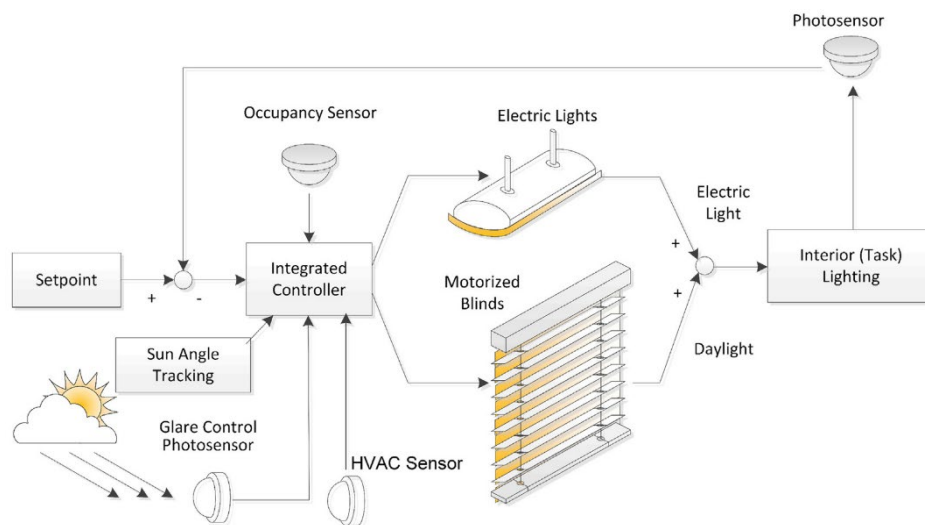 Photosensor
Occupancy Sensor
Electric Lights
Electric
Light
Setpoint
+
-
Integrated
Controller
Motorized
Blinds
+
+
Interior (Task)
Lighting
Sun Angle
Tracking
Daylight
Glare Control
Photosensor
HVAC Sensor